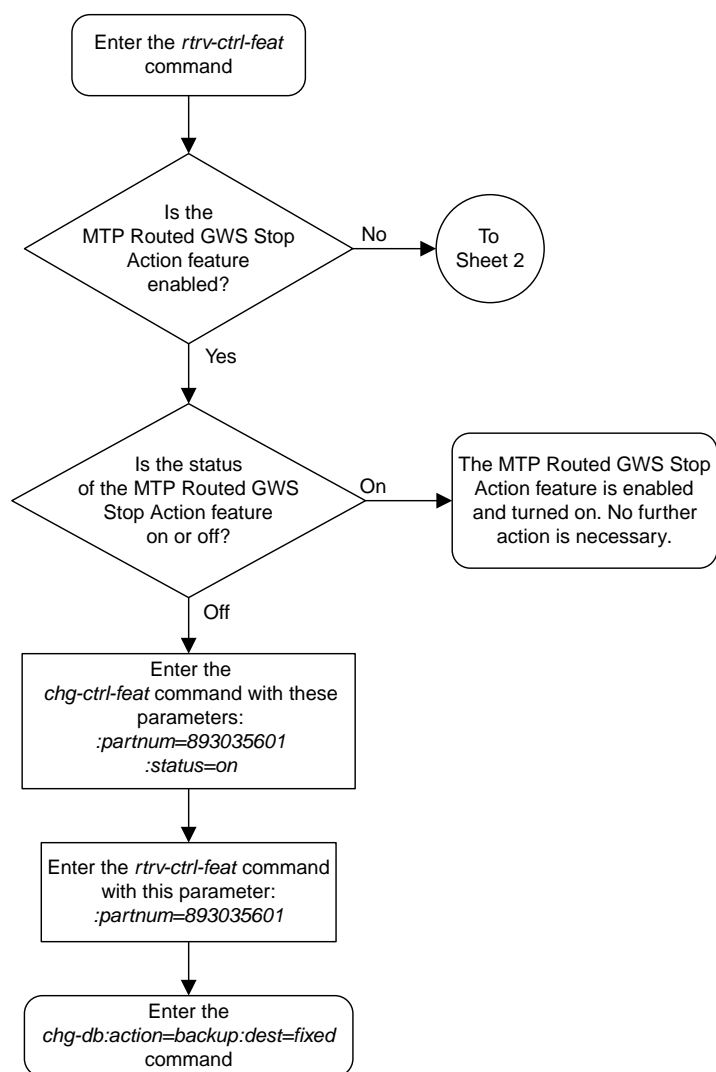 Enter the rtrv-ctrl-feat
command
Is the
MTP Routed GWS Stop
Action feature
enabled?
No
To
Sheet 2
Yes
Is the status
of the MTP Routed GWS
Stop Action feature
on or off?
On
The MTP Routed GWS Stop
Action feature is enabled
and turned on. No further
action is necessary.
Off
Enter the
chg-ctrl-feat command with these
parameters:
:partnum=893035601
:status=on
Enter the rtrv-ctrl-feat command
with this parameter:
:partnum=893035601
Enter the
chg-db:action=backup:dest=fixed
command